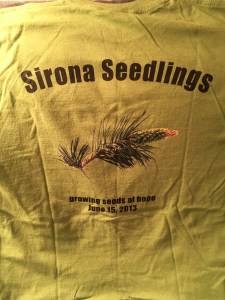 Sirona Seedlings
growing seeds of hope
June 15, 2013